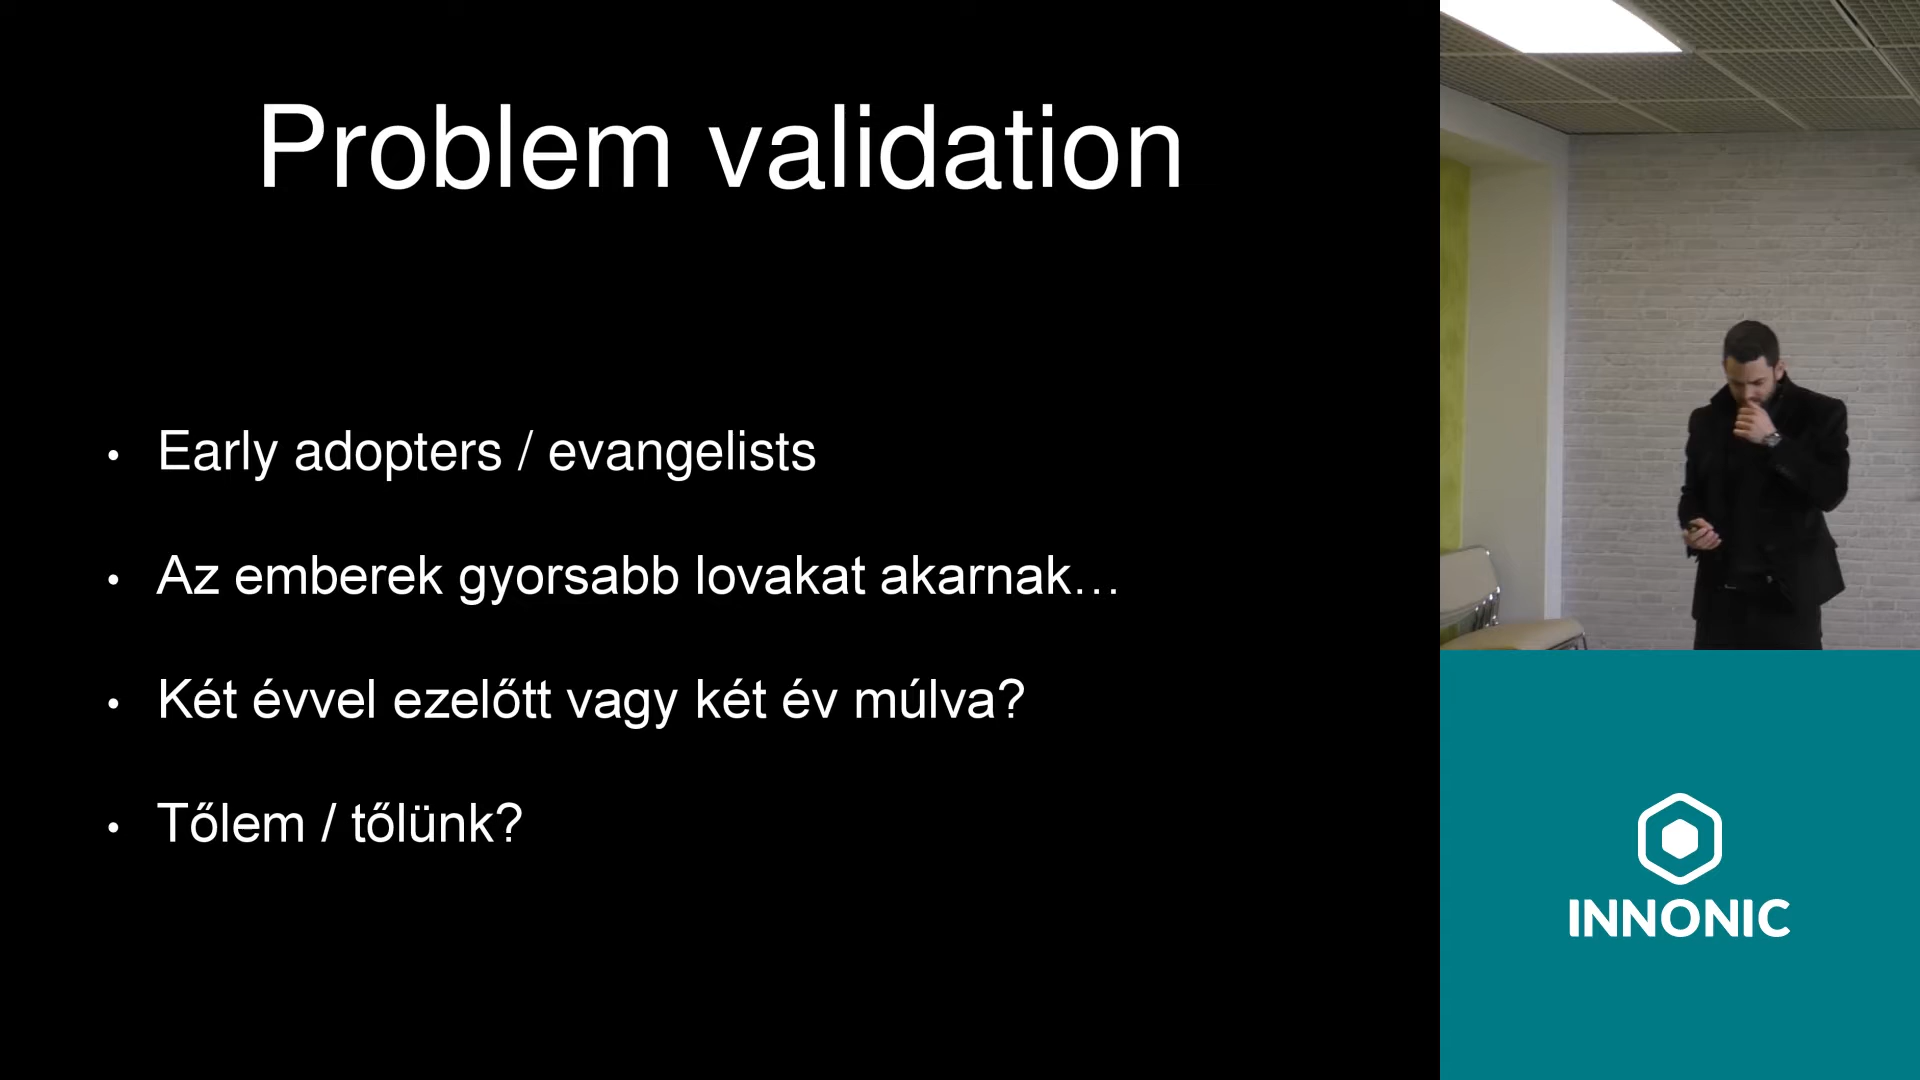 Problem validation
• Early adopters / evangelists
• Az emberek gyorsabb lovakat akarnak…
• Két évvel ezelőtt vagy két év múlva?
• Tőlem / tőlünk?
INNONIC